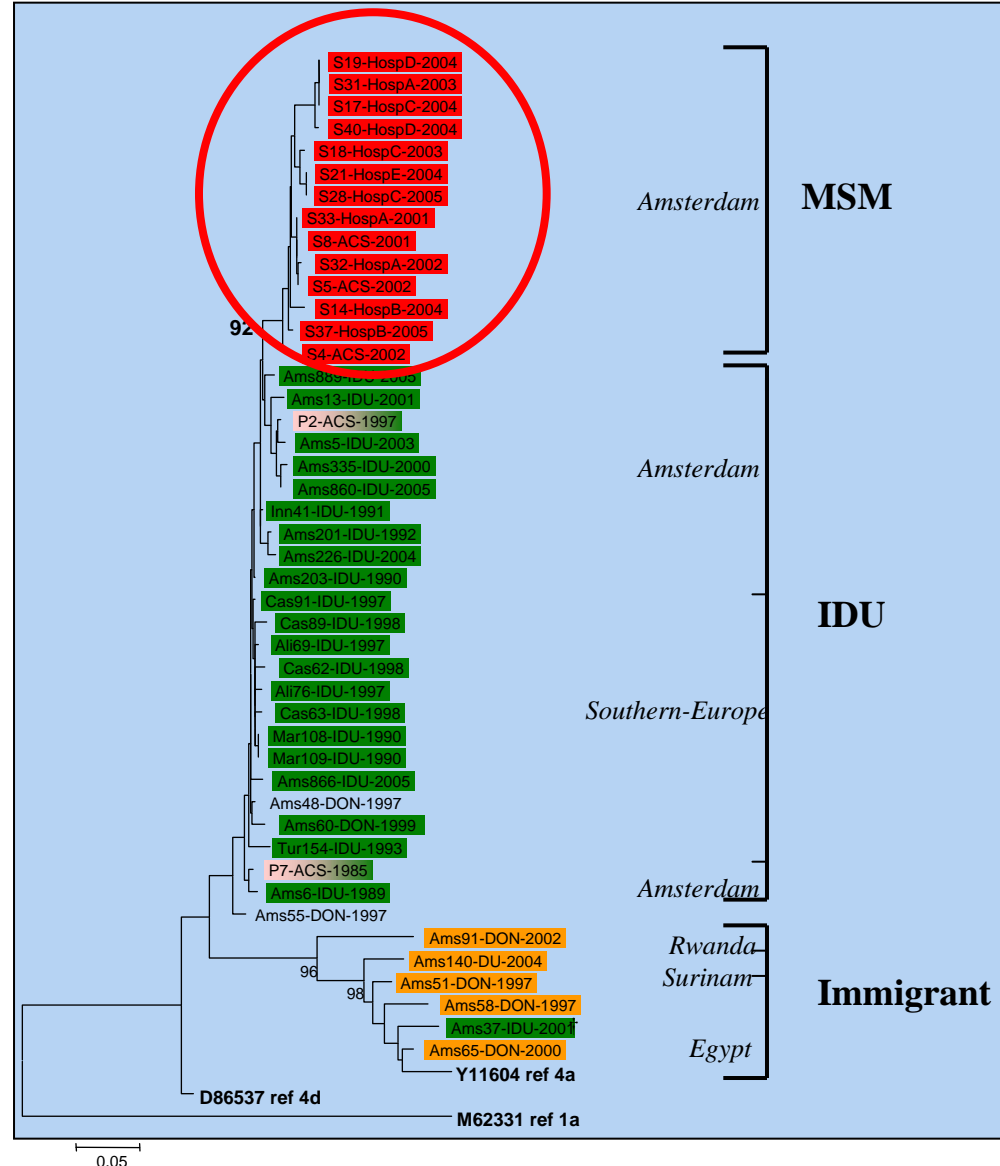 S19-HospD-2004
S31-HospA-2003
S17-HospC-2004
S40-HospD-2004
S18-HospC-2003
S21-HospE-2004
S28-HospC-2005
Amsterdam
MSM
S33-HospA-2001
S8-ACS-2001
S32-HospA-2002
S5-ACS-2002
S14-HospB-2004
92
S37-HospB-2005
S4-ACS-2002
Ams889-IDU-2005
Ams13-IDU-2001
P2-ACS-1997
Ams5-IDU-2003
Ams335-IDU-2000
Amsterdam
Ams860-IDU-2005
Inn41-IDU-1991
Ams201-IDU-1992
Ams226-IDU-2004
Ams203-IDU-1990
Cas91-IDU-1997
Cas89-IDU-1998
IDU
Ali69-IDU-1997
Cas62-IDU-1998
Ali76-IDU-1997
Cas63-IDU-1998
Southern-Europe
Mar108-IDU-1990
Mar109-IDU-1990
Ams866-IDU-2005
Ams48-DON-1997
Ams60-DON-1999
Tur154-IDU-1993
P7-ACS-1985
Ams6-IDU-1989
Amsterdam
Ams55-DON-1997
Ams91-DON-2002
Rwanda
96
Ams140-DU-2004
Surinam
98
Ams51-DON-1997
Immigrant
Ams58-DON-1997
Ams37-IDU-2001
Ams65-DON-2000
Egypt
Y11604 ref 4a
D86537 ref 4d
M62331 ref 1a
0.05